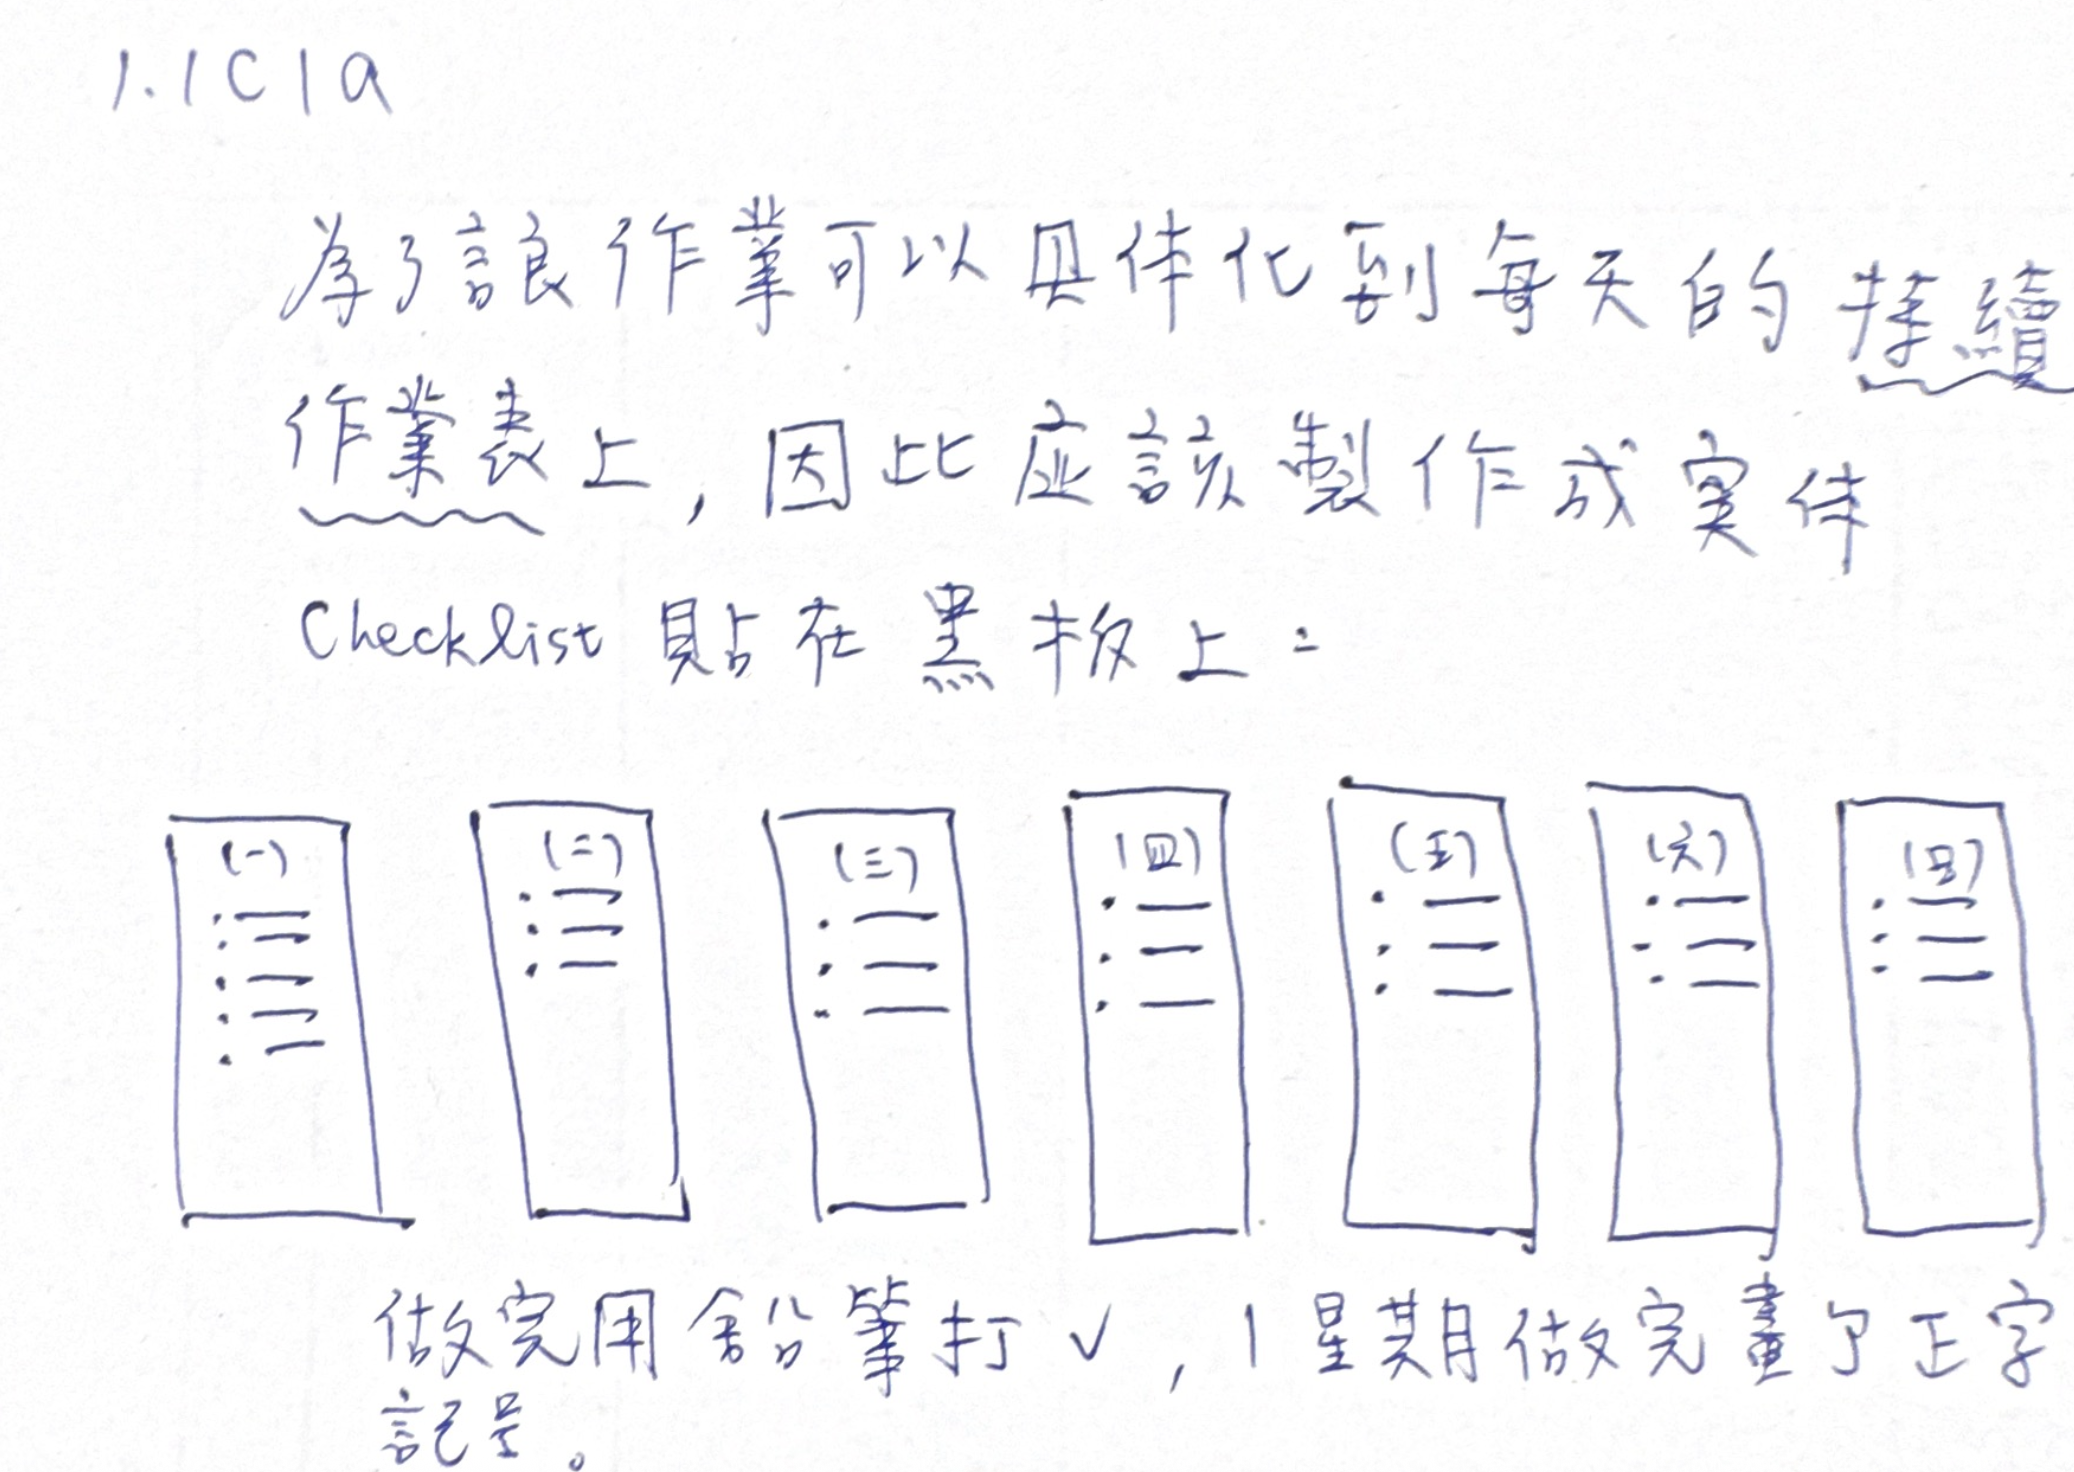 1.1C1a
為了讓作業可以具体化到每天的持續
作業表上，因此应該製作成实体
Checklist 貼在黑板上：
(一) (二) (三) (四) (五) (六) (日)
做完用鉛筆打✓，1星期做完畫了正字
記号。